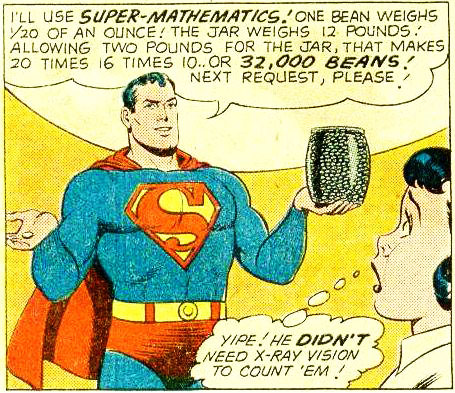 I'LL USE SUPER-MATHEMATICS! ONE BEAN WEIGHS
1/20 OF AN OUNCE! THE JAR WEIGHS 12 POUNDS!
ALLOWING TWO POUNDS FOR THE JAR, THAT MAKES
20 TIMES 16 TIMES 10.. OR 32,000 BEANS!
NEXT REQUEST, PLEASE!
S
YIPE! HE DIDN'T
NEED X-RAY VISION
TO COUNT 'EM!